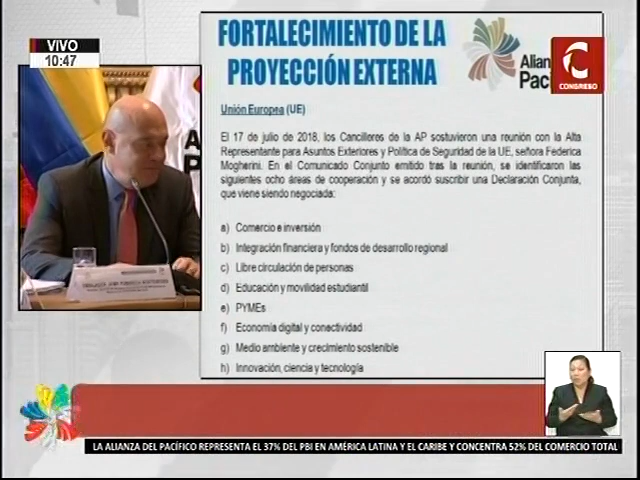 VIVO
10:47
FORTALECIMIENTO DE LA
PROYECCIÓN EXTERNA
Alian
Pacíf
CONGRESO
Unión Europea (UE)
El 17 de julio de 2018, los Cancilleres de la AP sostuvieron una reunión con la Alta
Representante para Asuntos Exteriores y Política de Seguridad de la UE, señora Federica
Mogherini. En el Comunicado Conjunto emitido tras la reunión, se identificaron las
siguientes ocho áreas de cooperación y se acordó suscribir una Declaración Conjunta,
que viene siendo negociada:
a) Comercio e inversión
b) Integración financiera y fondos de desarrollo regional
c) Libre circulación de personas
d) Educación y movilidad estudiantil
e) PYMEs
f) Economía digital y conectividad
g) Medio ambiente y crecimiento sostenible
h) Innovación, ciencia y tecnología
LA ALIANZA DEL PACÍFICO REPRESENTA EL 37% DEL PBI EN AMÉRICA LATINA Y EL CARIBE Y CONCENTRA 52% DEL COMERCIO TOTAL